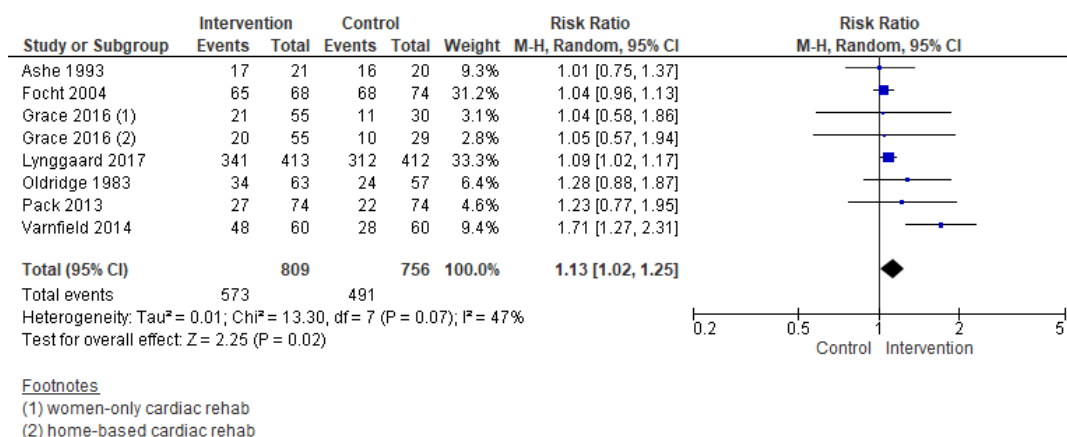 Intervention Control Risk Ratio Risk Ratio
Study or Subgroup Events Total Events Total Weight M-H, Random, 95% CI M-H, Random, 95% CI
Ashe 1993 17 21 16 20 9.3% 1.01 [0.75, 1.37]
Focht 2004 65 68 68 74 31.2% 1.04 [0.96, 1.13]
Grace 2016 (1) 21 55 11 30 3.1% 1.04 [0.58, 1.86]
Grace 2016 (2) 20 55 10 29 2.8% 1.05 [0.57, 1.94]
Lynggaard 2017 341 413 312 412 33.3% 1.09 [1.02, 1.17]
Oldridge 1983 34 63 24 57 6.4% 1.28 [0.88, 1.87]
Pack 2013 27 74 22 74 4.6% 1.23 [0.77, 1.95]
Varnfield 2014 48 60 28 60 9.4% 1.71 [1.27, 2.31]
Total (95% CI) 809 756 100.0% 1.13 [1.02, 1.25]
Total events 573 491
Heterogeneity: Tau² = 0.01; Chi² = 13.30, df = 7 (P = 0.07); I² = 47%
Test for overall effect: Z = 2.25 (P = 0.02)
0.2 0.5 1 2 5
Control Intervention
Footnotes
(1) women-only cardiac rehab
(2) home-based cardiac rehab